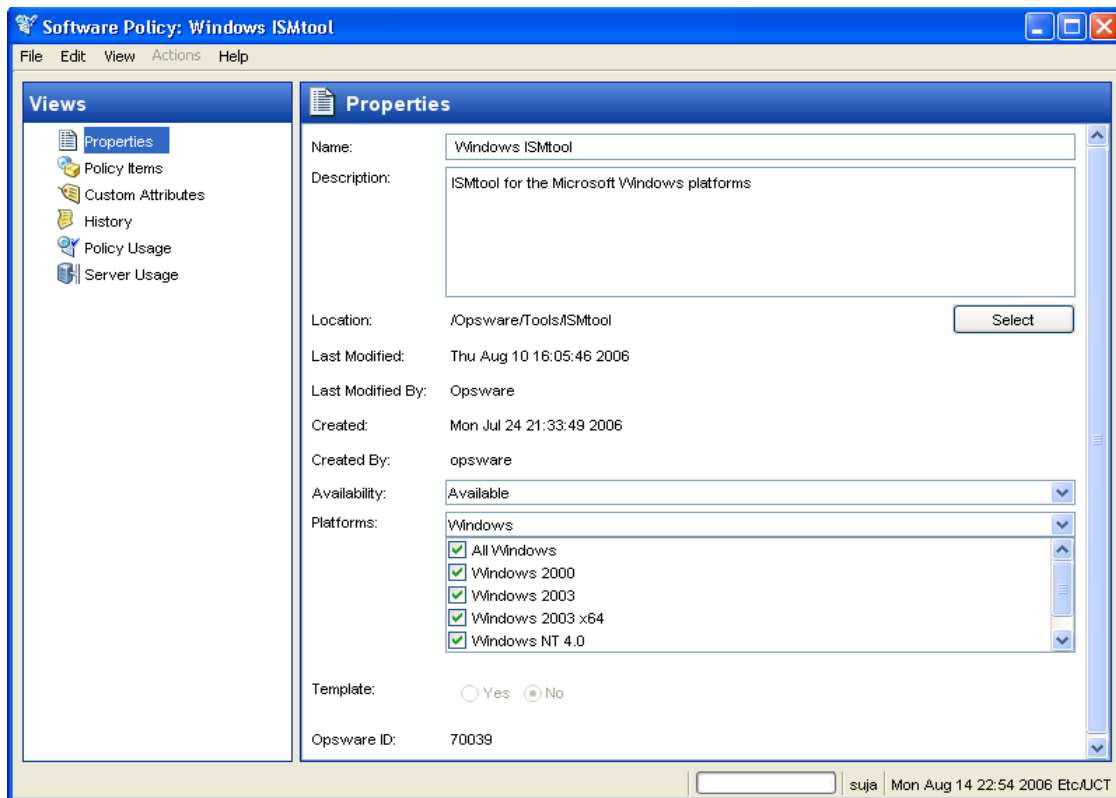 Software Policy: Windows ISMtool
File Edit View Actions Help
Views
Properties
Policy Items
Custom Attributes
History
Policy Usage
Server Usage
Properties
Name: Windows ISMtool
Description: ISMtool for the Microsoft Windows platforms
Location: /Opsware/Tools/ISMtool Select
Last Modified: Thu Aug 10 16:05:46 2006
Last Modified By: Opsware
Created: Mon Jul 24 21:33:49 2006
Created By: opsware
Availability: Available
Platforms: Windows
All Windows
Windows 2000
Windows 2003
Windows 2003 x64
Windows NT 4.0
Template: Yes No
Opsware ID: 70039
suja Mon Aug 14 22:54 2006 Etc/UCT